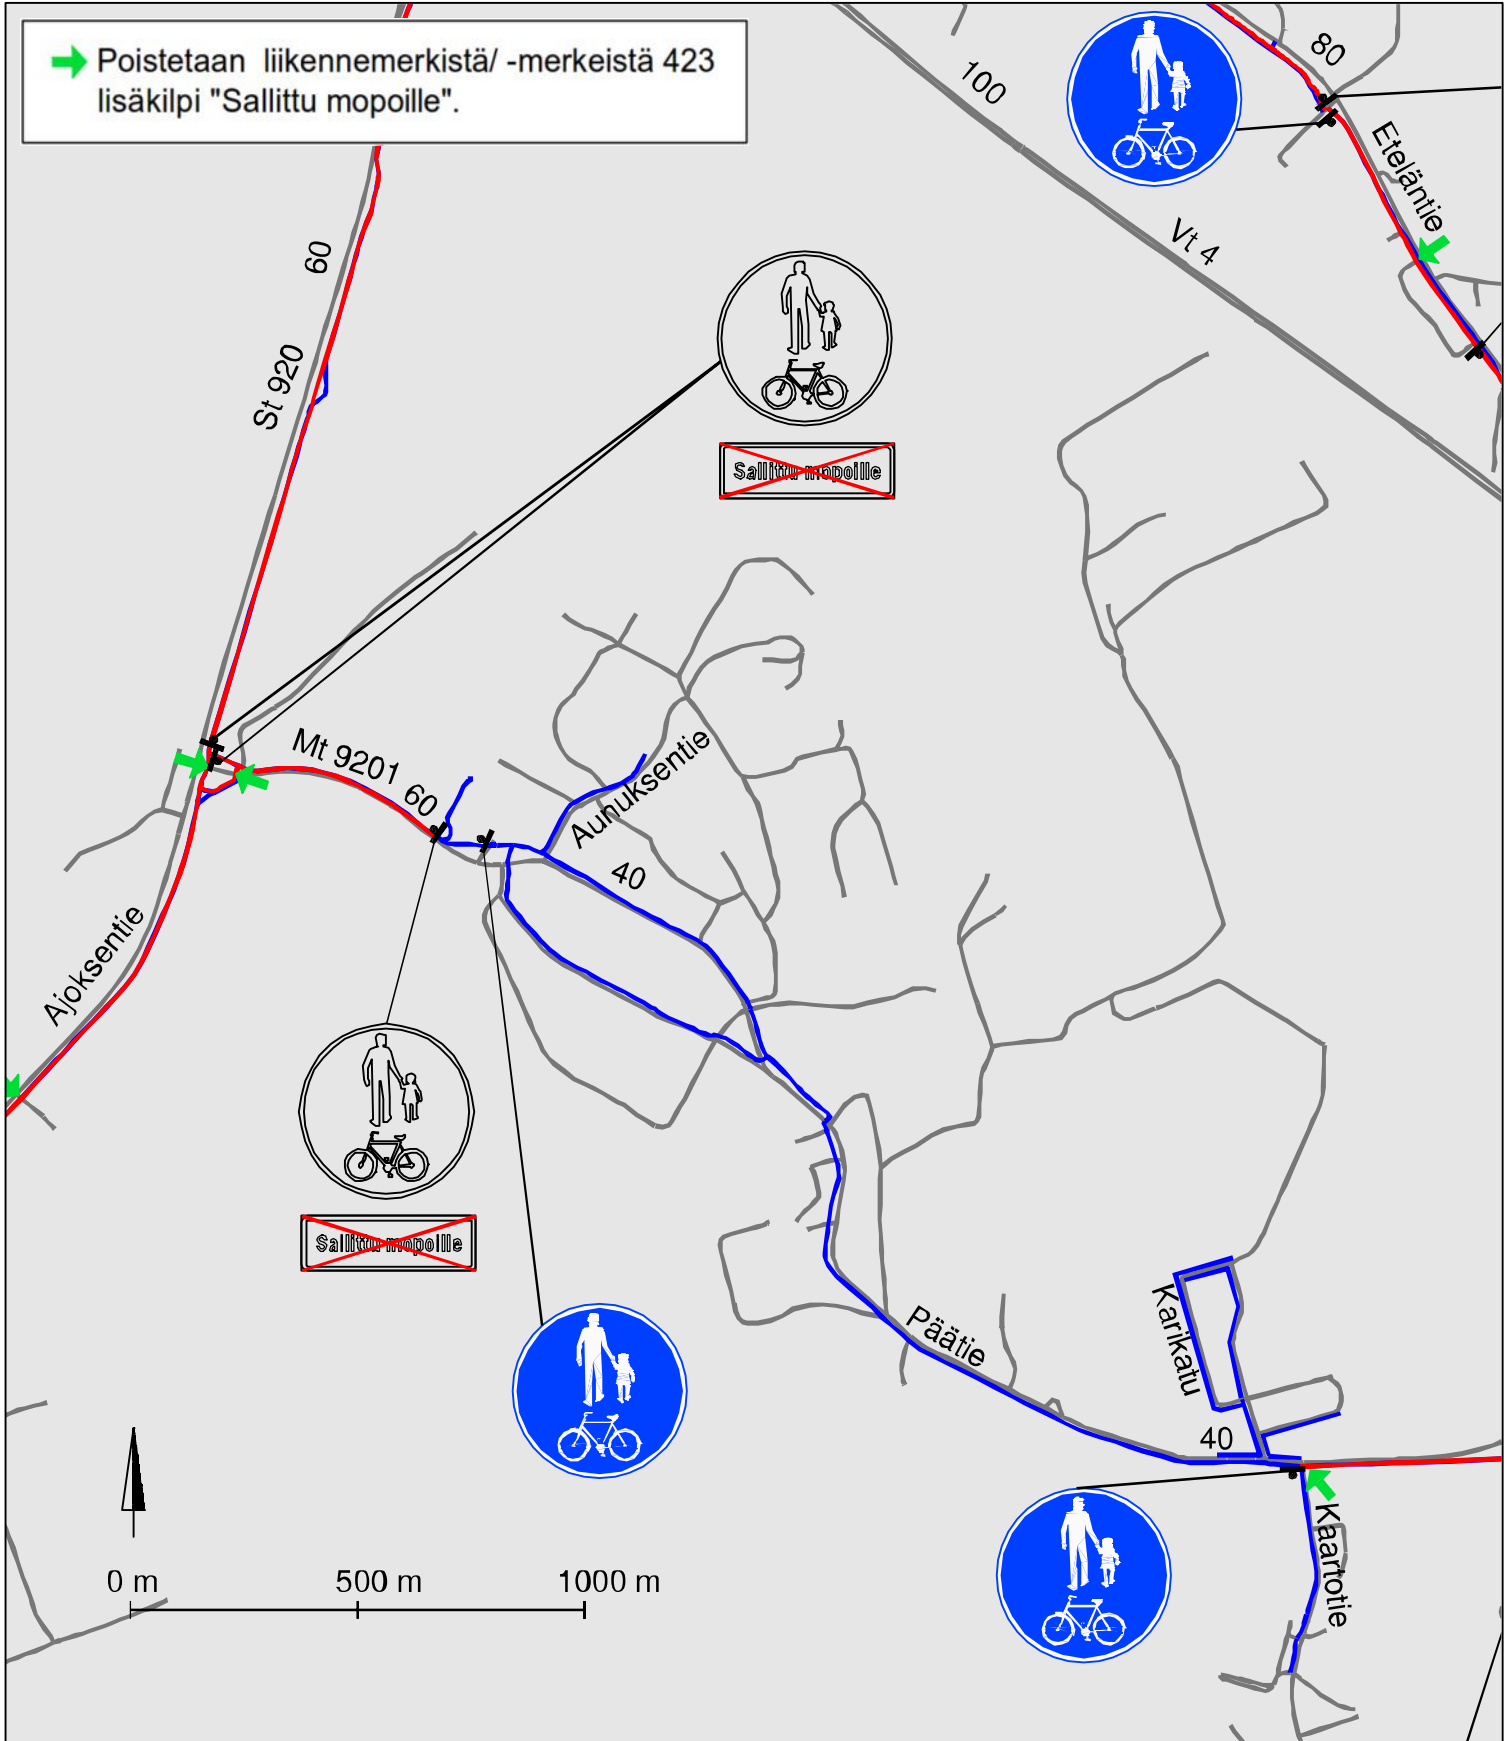 Poistetaan liikennemerkistä/ -merkeistä 423
lisäkilpi "Sallittu mopoille".
80
100
Eteläntie
Vt 4
60
St 920
Sallittu mopoille
Mt 9201
60
Aunuksentie
40
Ajoksentie
Sallittu mopoille
Päätie
Karikatu
40
Kaartotie
0 m
500 m
1000 m